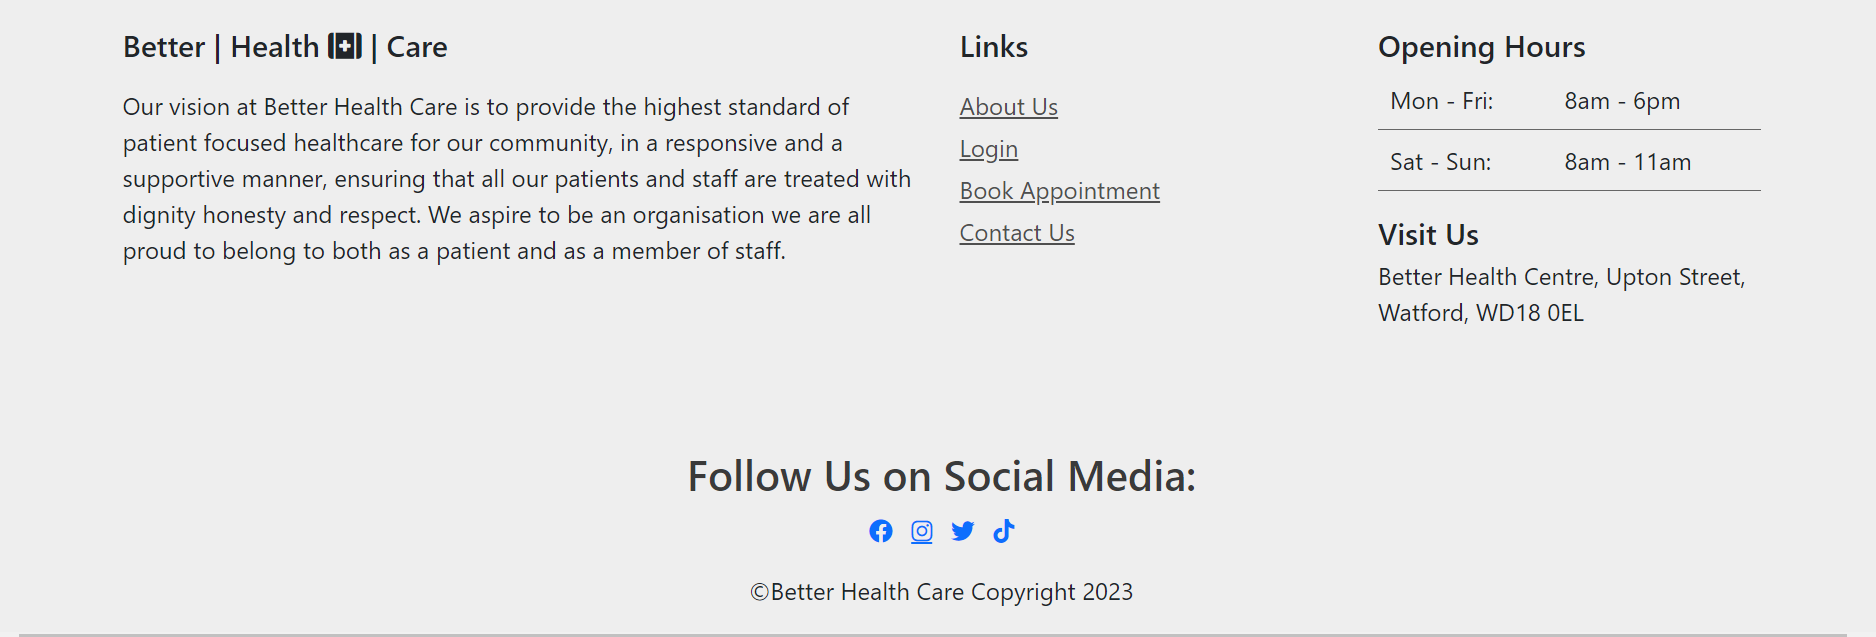 Better | Health | Care
Our vision at Better Health Care is to provide the highest standard of
patient focused healthcare for our community, in a responsive and a
supportive manner, ensuring that all our patients and staff are treated with
dignity honesty and respect. We aspire to be an organisation we are all
proud to belong to both as a patient and as a member of staff.
Links
About Us
Login
Book Appointment
Contact Us
Opening Hours
Mon - Fri: 8am - 6pm
Sat - Sun: 8am - 11am
Visit Us
Better Health Centre, Upton Street,
Watford, WD18 0EL
Follow Us on Social Media:
©Better Health Care Copyright 2023